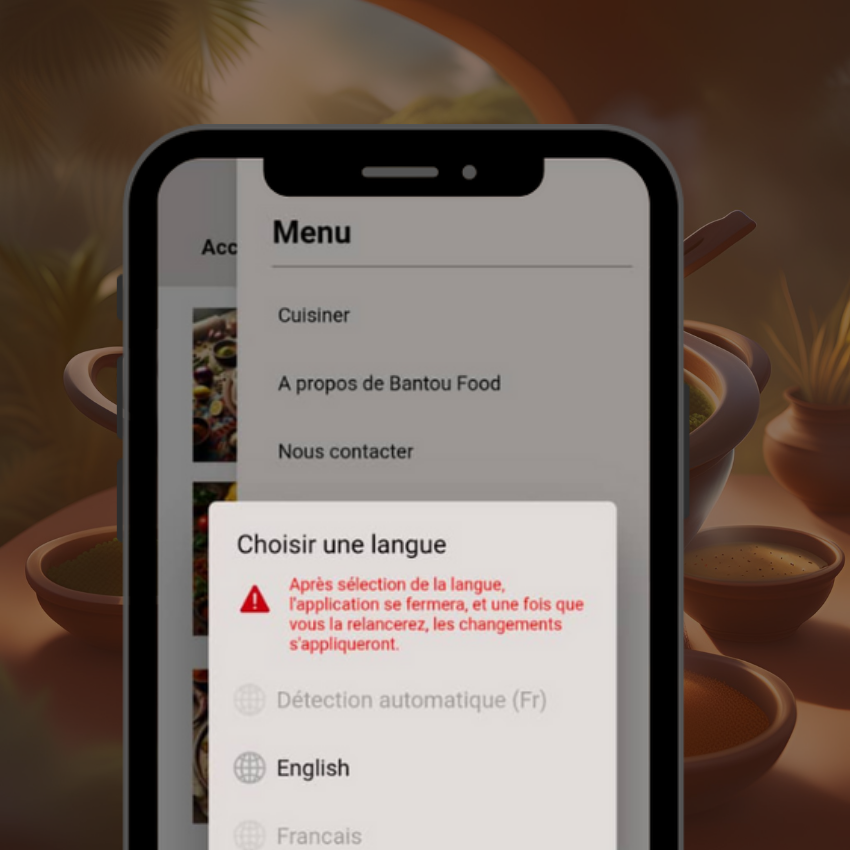 Acc
Menu
Cuisiner
A propos de Bantou Food
Nous contacter
Choisir une langue
Après sélection de la langue,
l'application se fermera, et une fois que
vous la relancerez, les changements
s'appliqueront.
Détection automatique (Fr)
English
Francais